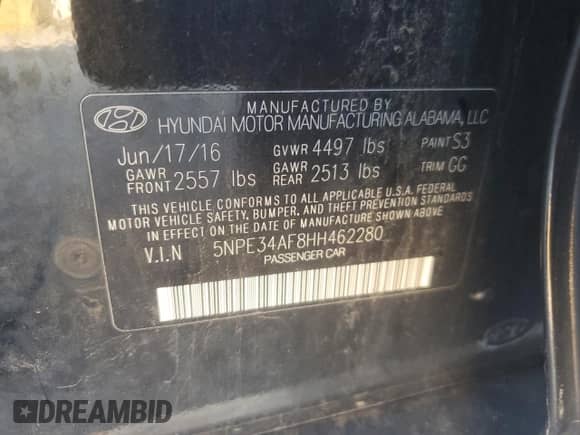 MANUFACTURED BY
HYUNDAI MOTOR MANUFACTURING ALABAMA, LLC
Jun/17/16 GVWR 4497 lbs PAINT S3
GAWR FRONT 2557 lbs GAWR REAR 2513 lbs TRIM GG
THIS VEHICLE CONFORMS TO ALL APPLICABLE U.S.A. FEDERAL
MOTOR VEHICLE SAFETY, BUMPER, AND THEFT PREVENTION STANDARDS
IN EFFECT ON THE DATE OF MANUFACTURE SHOWN ABOVE.
V.I.N 5NPE34AF8HH462280
PASSENGER CAR
DREAMBID